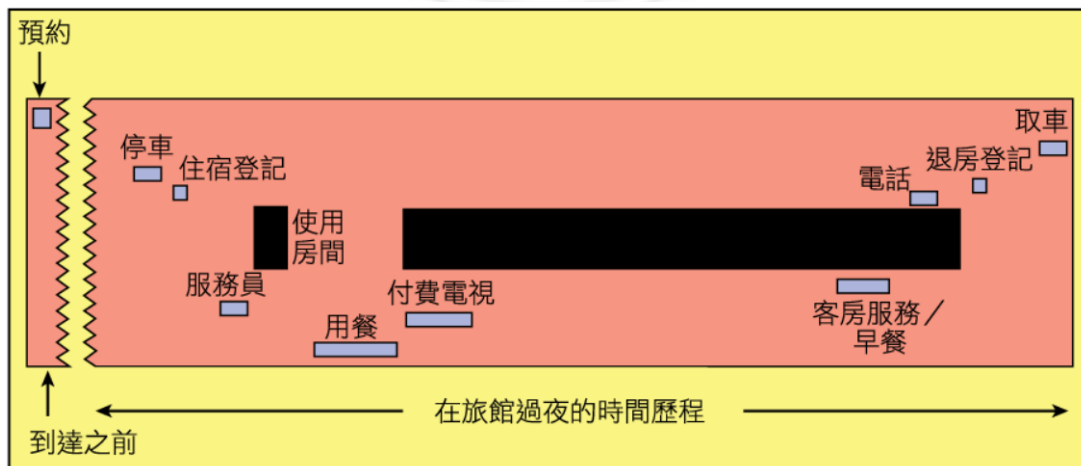 預約
停車
住宿登記
使用
房間
服務員
用餐
付費電視
電話
退房登記
取車
客房服務／
早餐
在旅館過夜的時間歷程
到達之前